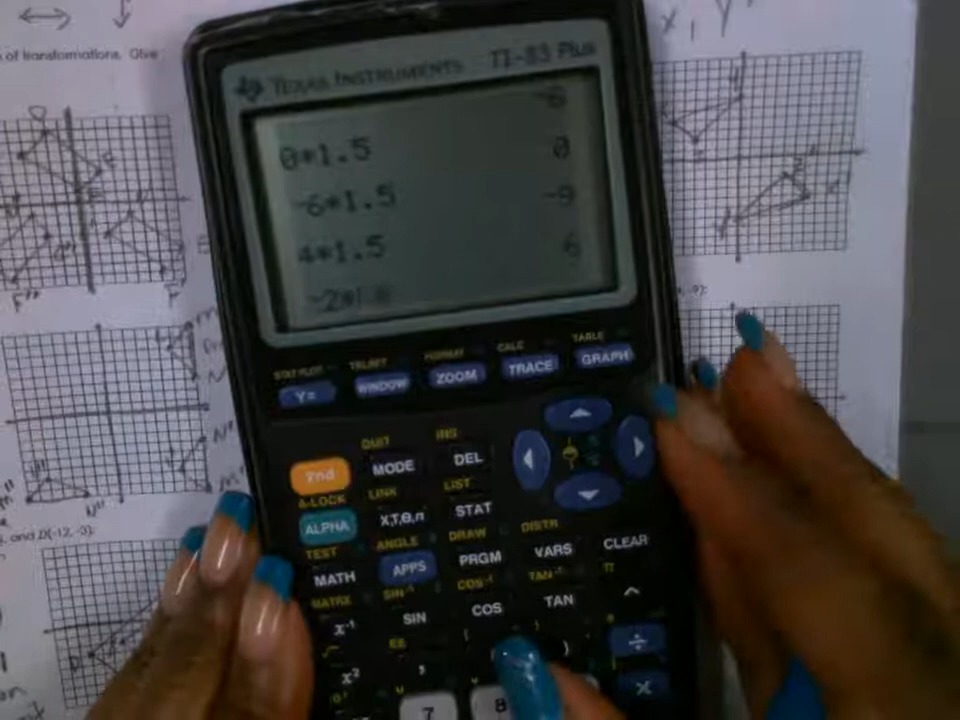 X, Y
n of transformations. Give
TEXAS INSTRUMENTS TI-83 Plus
-6
0*1.5 0
-6*1.5 -9
4*1.5 6
-2*1
STAT PLOT TBLSET FORMAT CALC TABLE
Y= WINDOW ZOOM TRACE GRAPH
QUIT INS
2nd MODE DEL
A-LOCK LINK LIST
ALPHA X,T,θ,n STAT
TEST ANGLE DRAW DISTR
MATH APPS PRGM VARS CLEAR
MATRX SIN⁻¹ COS⁻¹ TAN⁻¹ π
x⁻¹ SIN COS TAN ^
EE
x² , ) ÷
7 8 ×
F"
N"
and D(-12, -3):